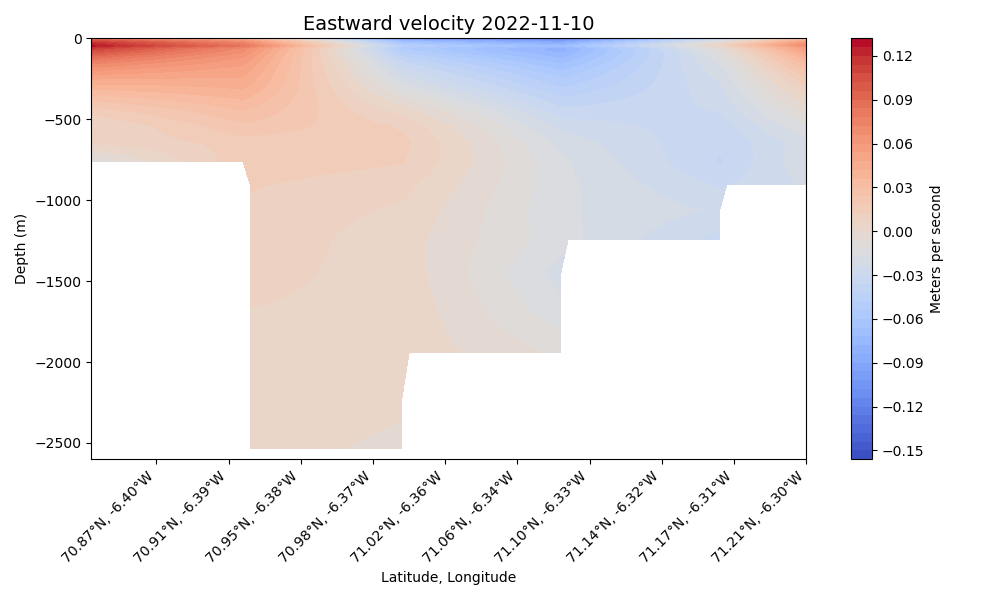 Eastward velocity 2022-11-10
0
−500
−1000
−1500
−2000
−2500
Depth (m)
70.87°N, -6.40°W
70.91°N, -6.39°W
70.95°N, -6.38°W
70.98°N, -6.37°W
71.02°N, -6.36°W
71.06°N, -6.34°W
71.10°N, -6.33°W
71.14°N, -6.32°W
71.17°N, -6.31°W
71.21°N, -6.30°W
Latitude, Longitude
0.12
0.09
0.06
0.03
0.00
−0.03
−0.06
−0.09
−0.12
−0.15
Meters per second